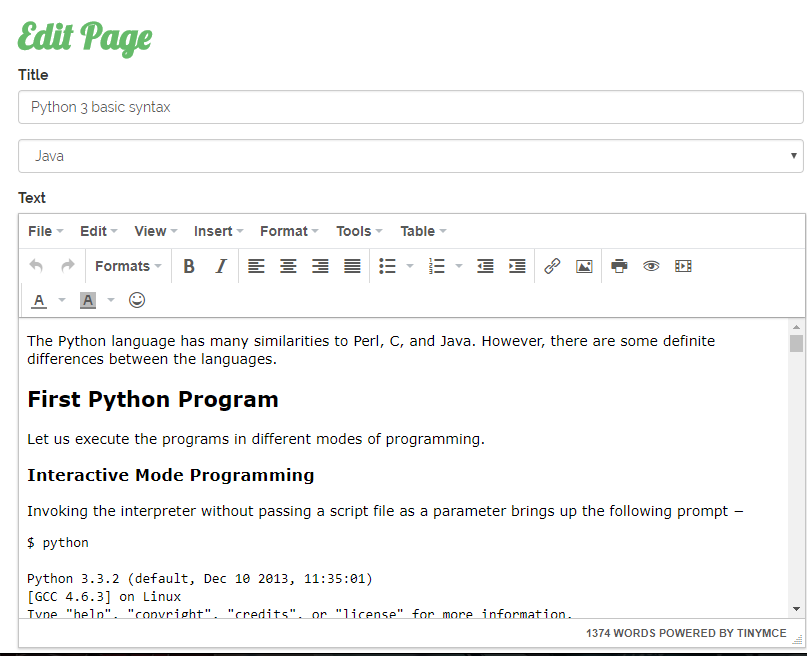 Edit Page
Title
Python 3 basic syntax
Java
Text
File Edit View Insert Format Tools Table
Formats B I
A A
The Python language has many similarities to Perl, C, and Java. However, there are some definite
differences between the languages.
First Python Program
Let us execute the programs in different modes of programming.
Interactive Mode Programming
Invoking the interpreter without passing a script file as a parameter brings up the following prompt −
$ python
Python 3.3.2 (default, Dec 10 2013, 11:35:01)
[GCC 4.6.3] on Linux
Type "help", "copyright", "credits", or "license" for more information.
1374 WORDS POWERED BY TINYMCE